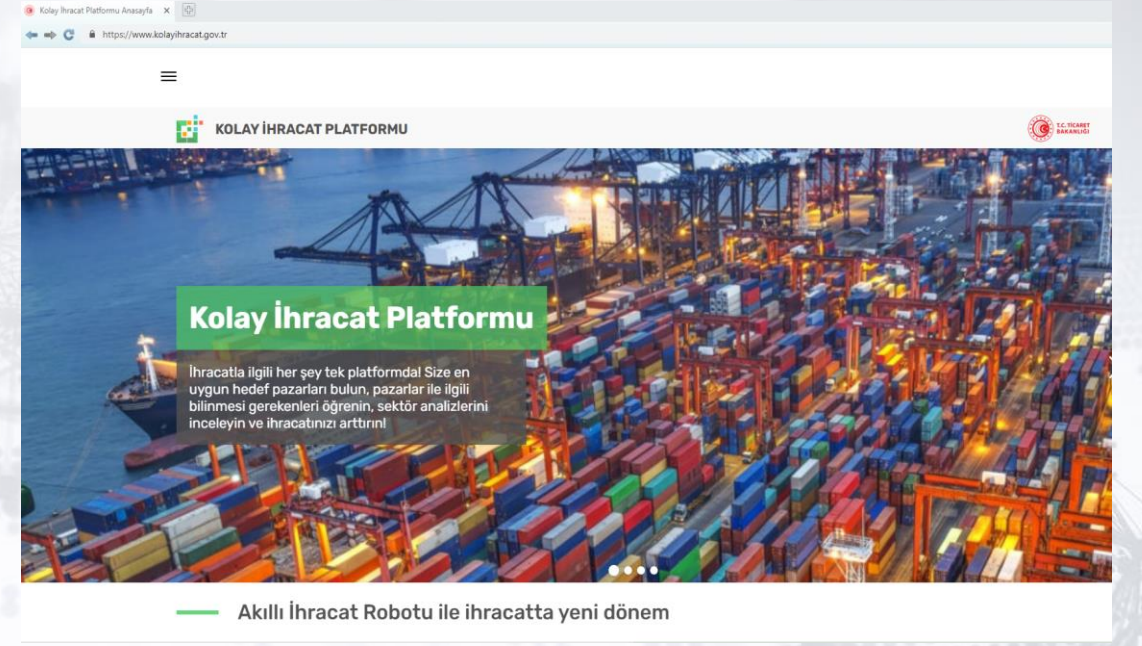 Kolay İhracat Platformu Anasayfa
https://www.kolayihracat.gov.tr
KOLAY İHRACAT PLATFORMU
T.C. TİCARET
BAKANLIĞI
Kolay İhracat Platformu
İhracatla ilgili her şey tek platformda! Size en
uygun hedef pazarları bulun, pazarlar ile ilgili
bilinmesi gerekenleri öğrenin, sektör analizlerini
inceleyin ve ihracatınızı arttırın!
Akıllı İhracat Robotu ile ihracatta yeni dönem